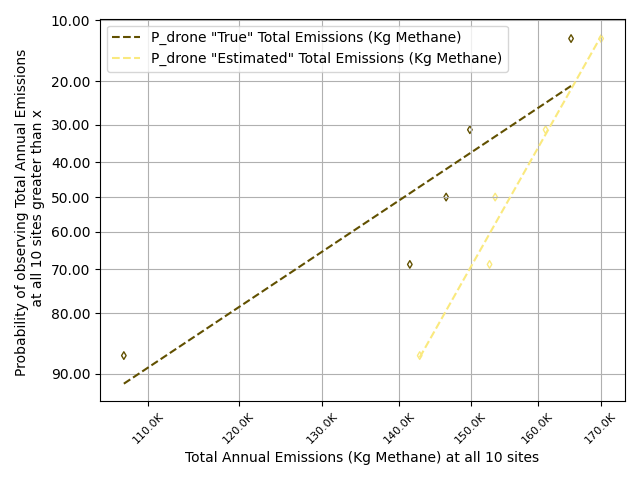 P_drone "True" Total Emissions (Kg Methane)
P_drone "Estimated" Total Emissions (Kg Methane)
10.00
20.00
30.00
40.00
50.00
60.00
70.00
80.00
90.00
Probability of observing Total Annual Emissions
at all 10 sites greater than x
110.0K
120.0K
130.0K
140.0K
150.0K
160.0K
170.0K
Total Annual Emissions (Kg Methane) at all 10 sites